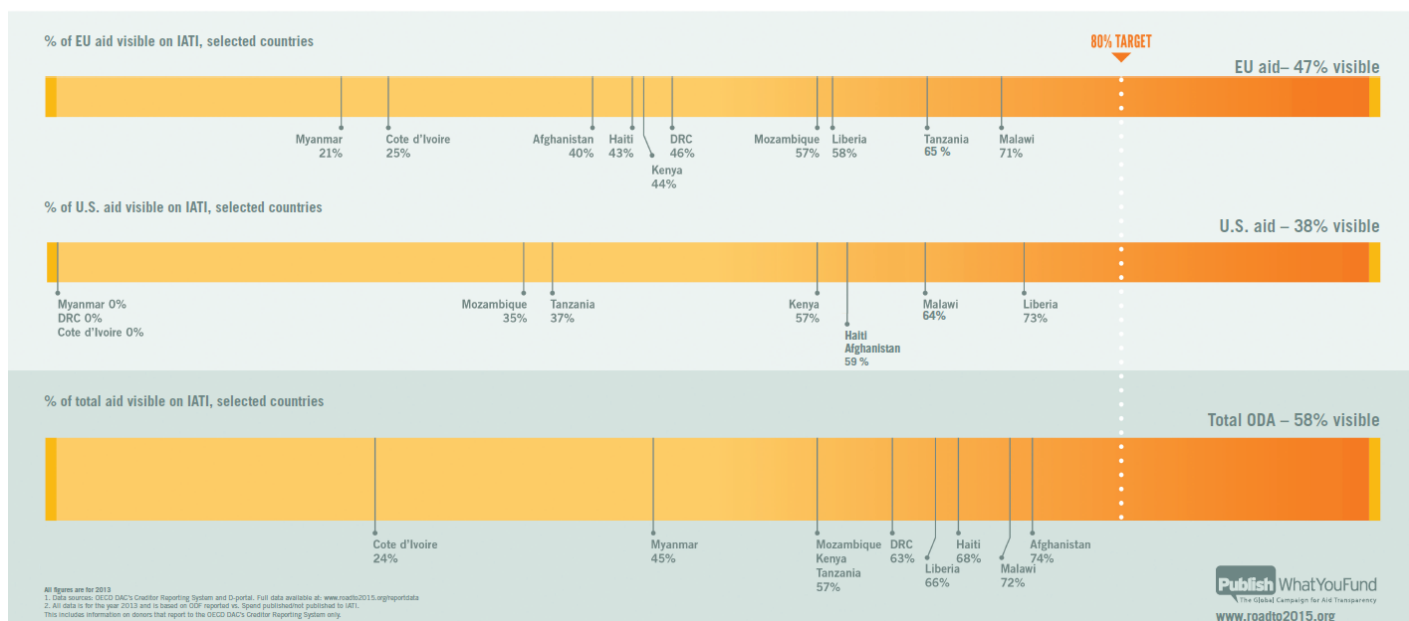 % of EU aid visible on IATI, selected countries
80% TARGET
EU aid– 47% visible
Myanmar
21%
Cote d'Ivoire
25%
Afghanistan
40%
Haiti
43%
Kenya
44%
DRC
46%
Mozambique
57%
Liberia
58%
Tanzania
65 %
Malawi
71%
% of U.S. aid visible on IATI, selected countries
U.S. aid – 38% visible
Myanmar 0%
DRC 0%
Cote d'Ivoire 0%
Mozambique
35%
Tanzania
37%
Kenya
57%
Haiti
Afghanistan
59 %
Malawi
64%
Liberia
73%
% of total aid visible on IATI, selected countries
Total ODA – 58% visible
Cote d'Ivoire
24%
Myanmar
45%
Mozambique
Kenya
Tanzania
57%
DRC
63%
Liberia
66%
Haiti
68%
Malawi
72%
Afghanistan
74%
All figures are for 2013
1. Data sources: OECD DAC's Creditor Reporting System and D-portal. Full data available at: www.roadto2015.org/reportdata
2. All data is for the year 2013 and is based on ODF reported vs. Spend published/not published to IATI.
This includes information on donors that report to the OECD DAC's Creditor Reporting System only.
Publish WhatYouFund
The Global Campaign for Aid Transparency
www.roadto2015.org